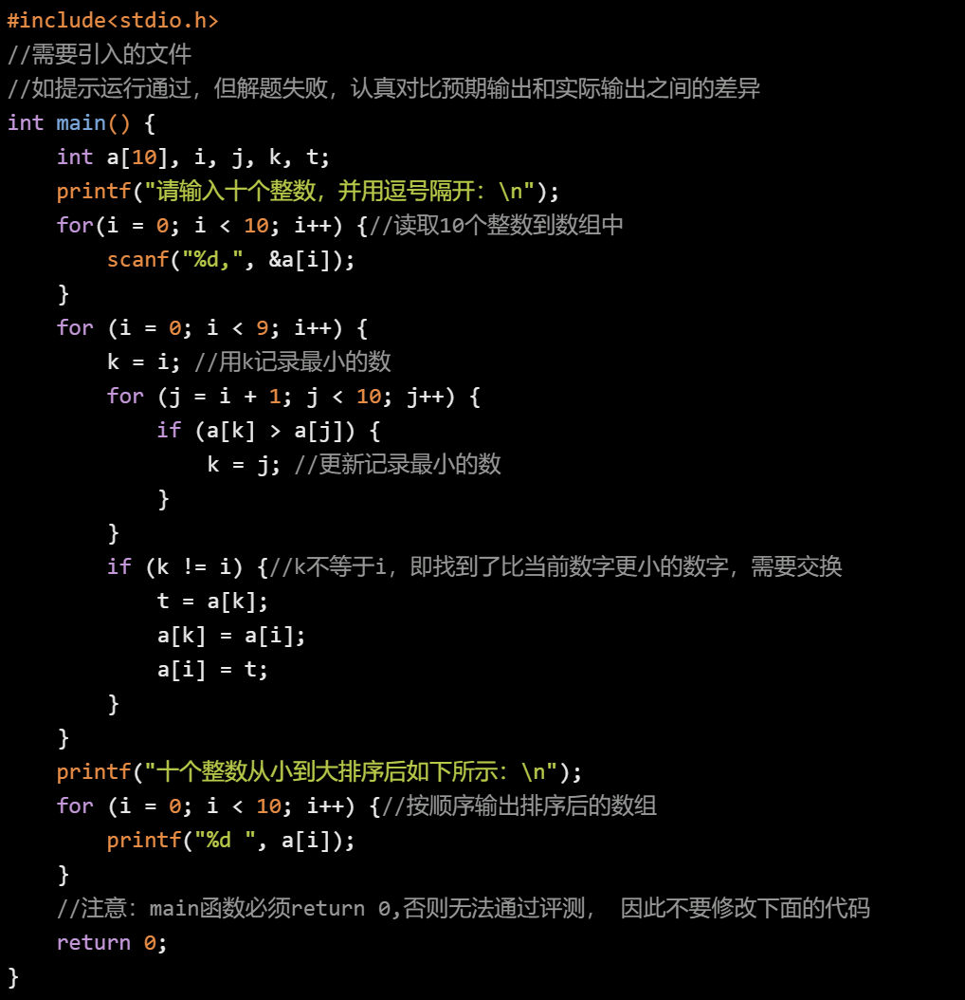 #include<stdio.h>
//需要引入的文件
//如提示运行通过，但解题失败，认真对比预期输出和实际输出之间的差异
int main() {
    int a[10], i, j, k, t;
    printf("请输入十个整数，并用逗号隔开：\n");
    for(i = 0; i < 10; i++) {//读取10个整数到数组中
        scanf("%d,", &a[i]);
    }
    for (i = 0; i < 9; i++) {
        k = i; //用k记录最小的数
        for (j = i + 1; j < 10; j++) {
            if (a[k] > a[j]) {
                k = j; //更新记录最小的数
            }
        }
        if (k != i) {//k不等于i，即找到了比当前数字更小的数字，需要交换
            t = a[k];
            a[k] = a[i];
            a[i] = t;
        }
    }
    printf("十个整数从小到大排序后如下所示：\n");
    for (i = 0; i < 10; i++) {//按顺序输出排序后的数组
        printf("%d ", a[i]);
    }
    //注意：main函数必须return 0,否则无法通过评测， 因此不要修改下面的代码
    return 0;
}